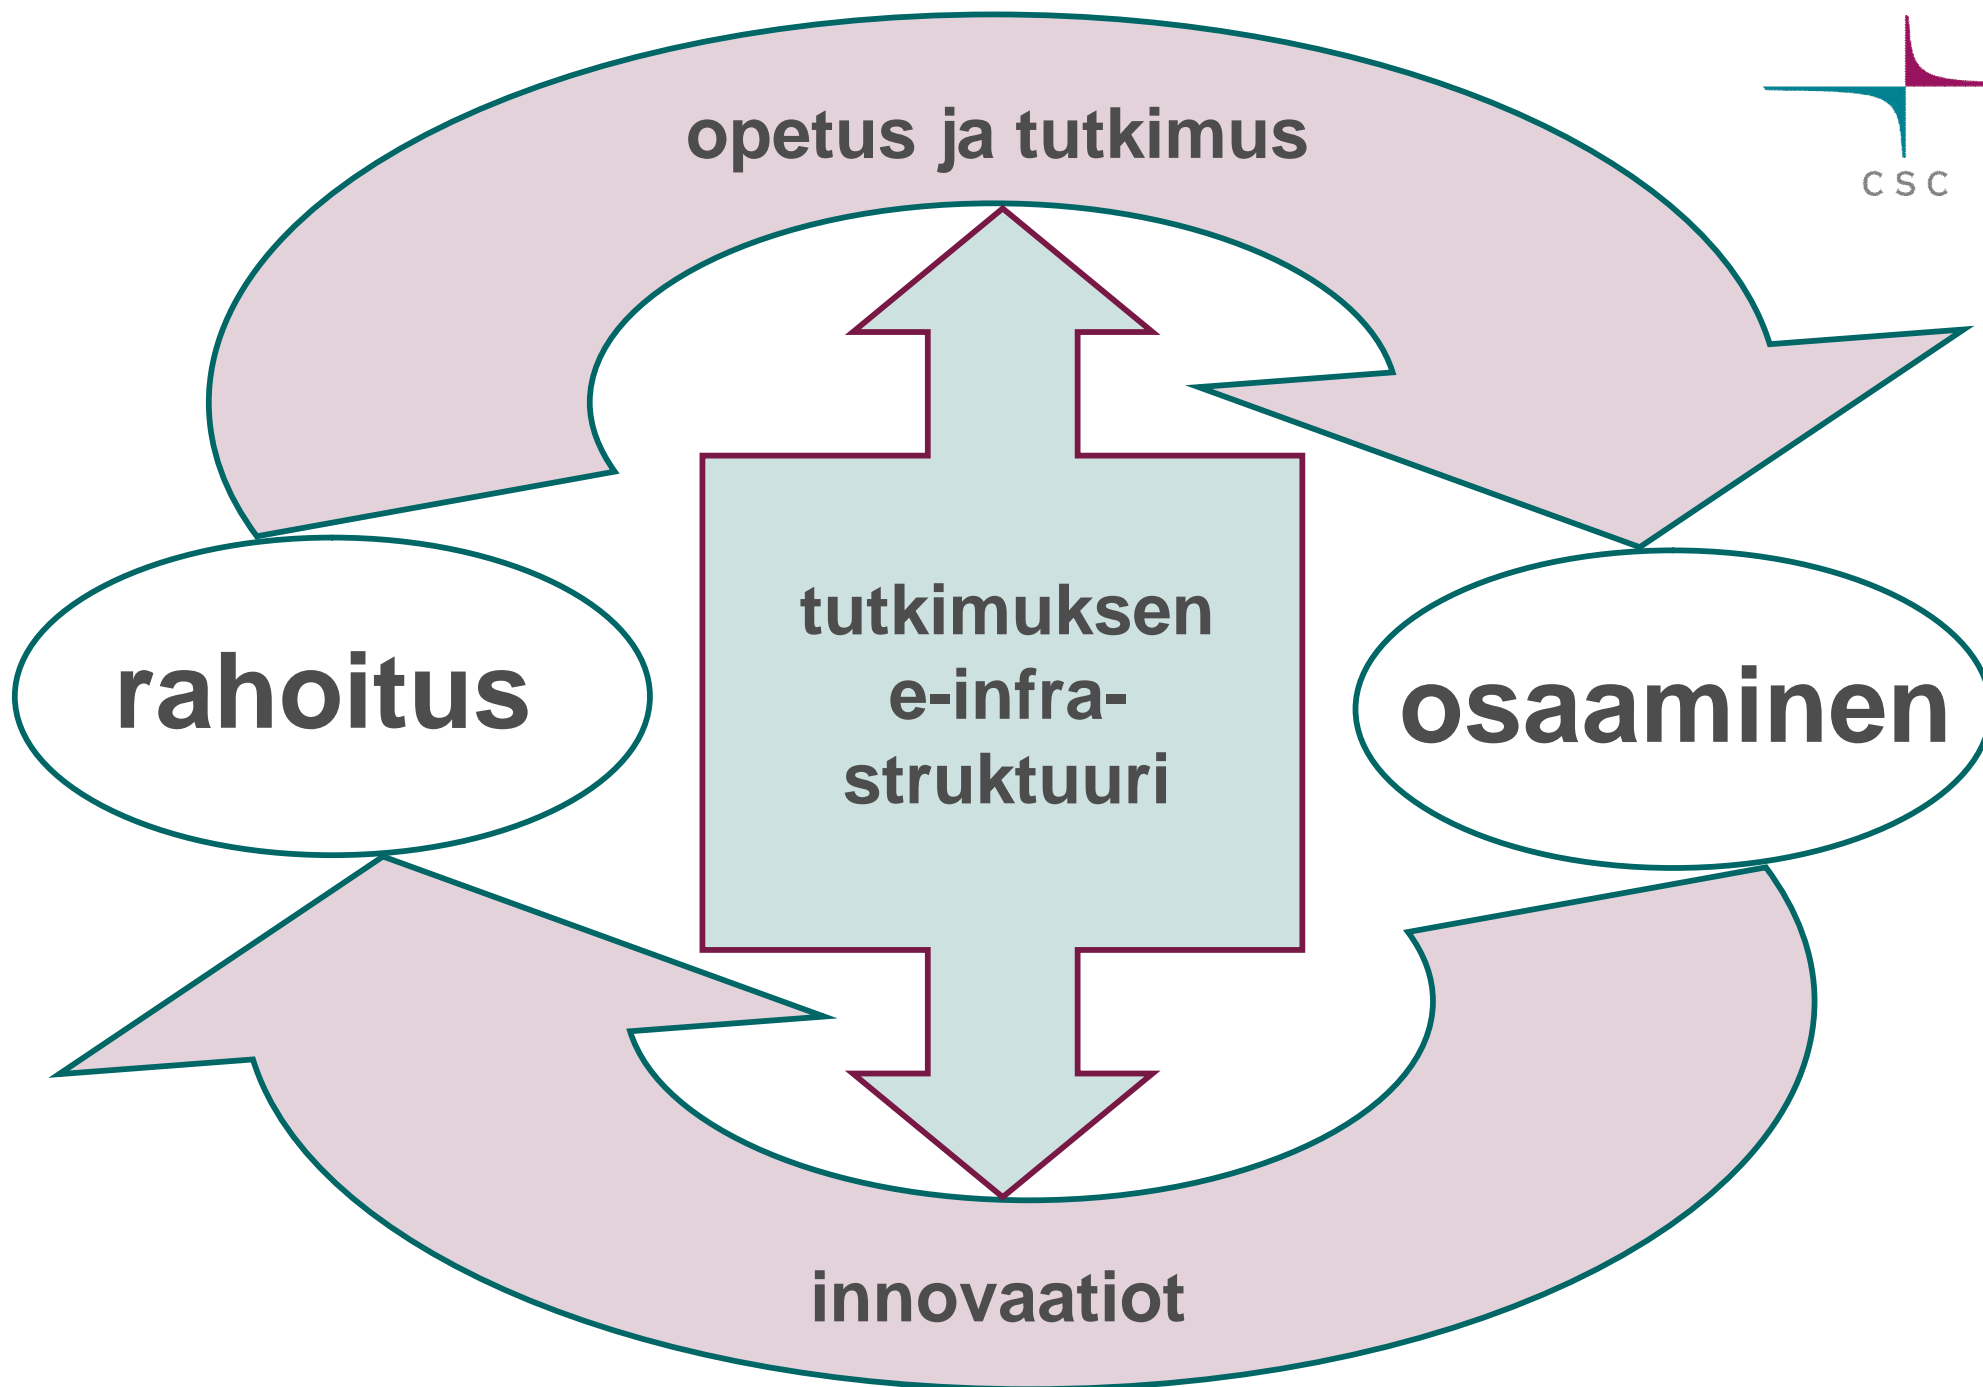 opetus ja tutkimus
CSC
tutkimuksen
e-infra-
struktuuri
rahoitus
osaaminen
innovaatiot